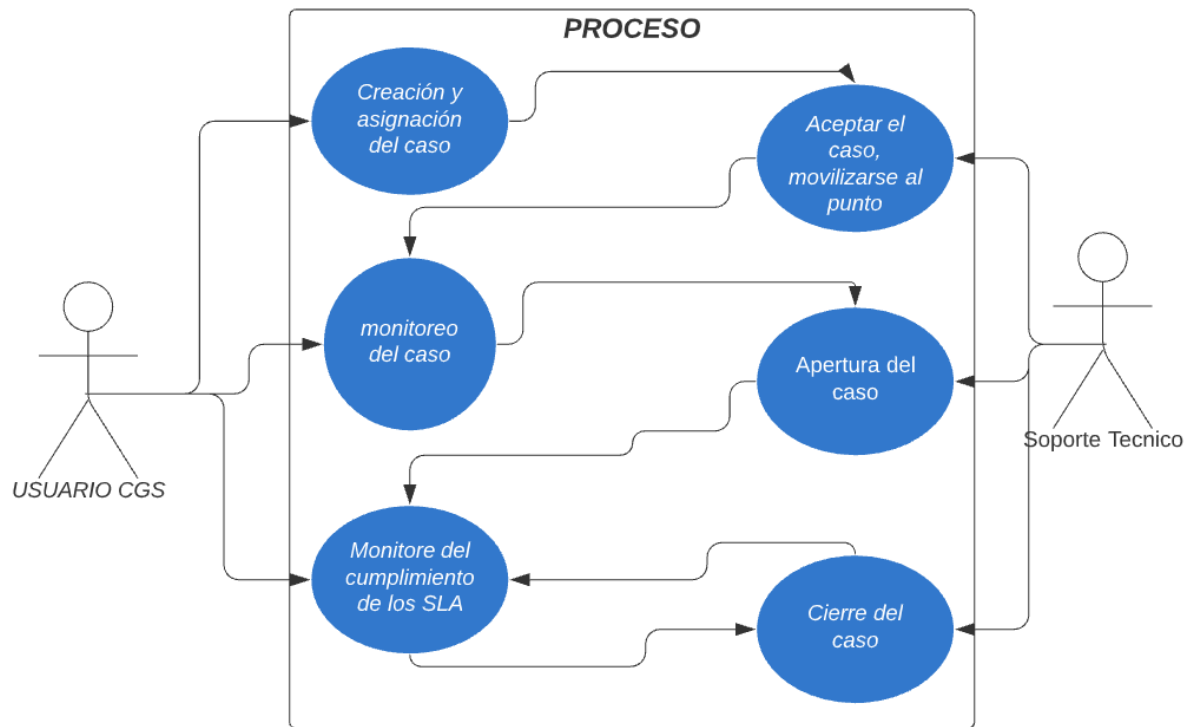 PROCESO
Creación y
asignación
del caso
Aceptar el
caso,
movilizarse al
punto
monitoreo
del caso
Apertura del
caso
Soporte Tecnico
USUARIO CGS
Monitore del
cumplimiento
de los SLA
Cierre del
caso